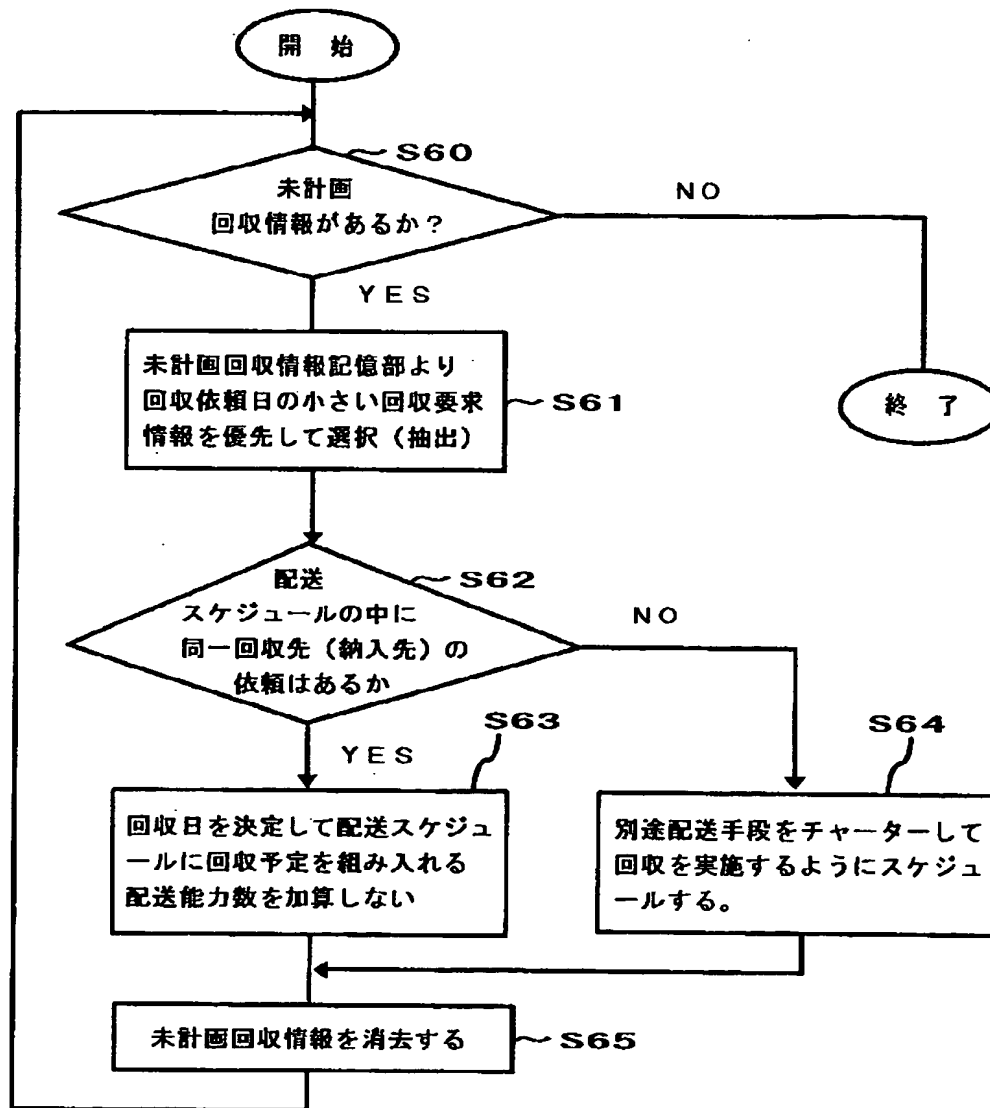 開 始
S60
未計画
回収情報があるか？
NO
YES
未計画回収情報記憶部より
回収依頼日の小さい回収要求
情報を優先して選択（抽出）
S61
終 了
配送
スケジュールの中に
同一回収先（納入先）の
依頼はあるか
S62
NO
YES
S63
回収日を決定して配送スケジュ
ールに回収予定を組み入れる
配送能力数を加算しない
S64
別途配送手段をチャーターして
回収を実施するようにスケジュ
ールする。
未計画回収情報を消去する
S65